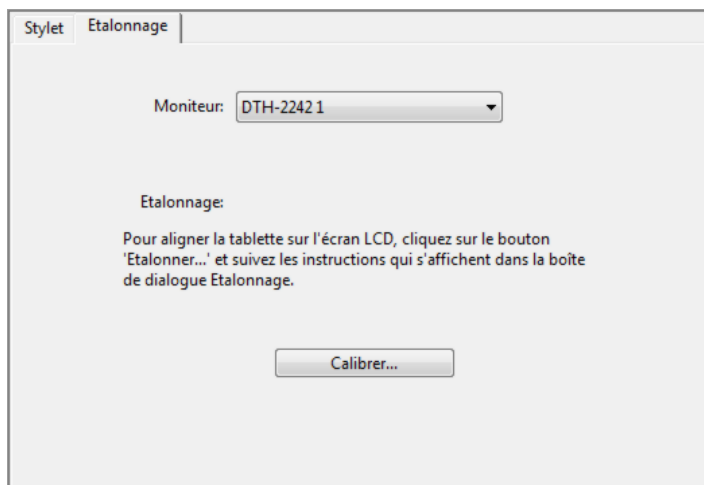 Stylet Etalonnage
Moniteur: DTH-2242 1
Etalonnage:
Pour aligner la tablette sur l'écran LCD, cliquez sur le bouton
'Etalonner...' et suivez les instructions qui s'affichent dans la boîte
de dialogue Etalonnage.
Calibrer...